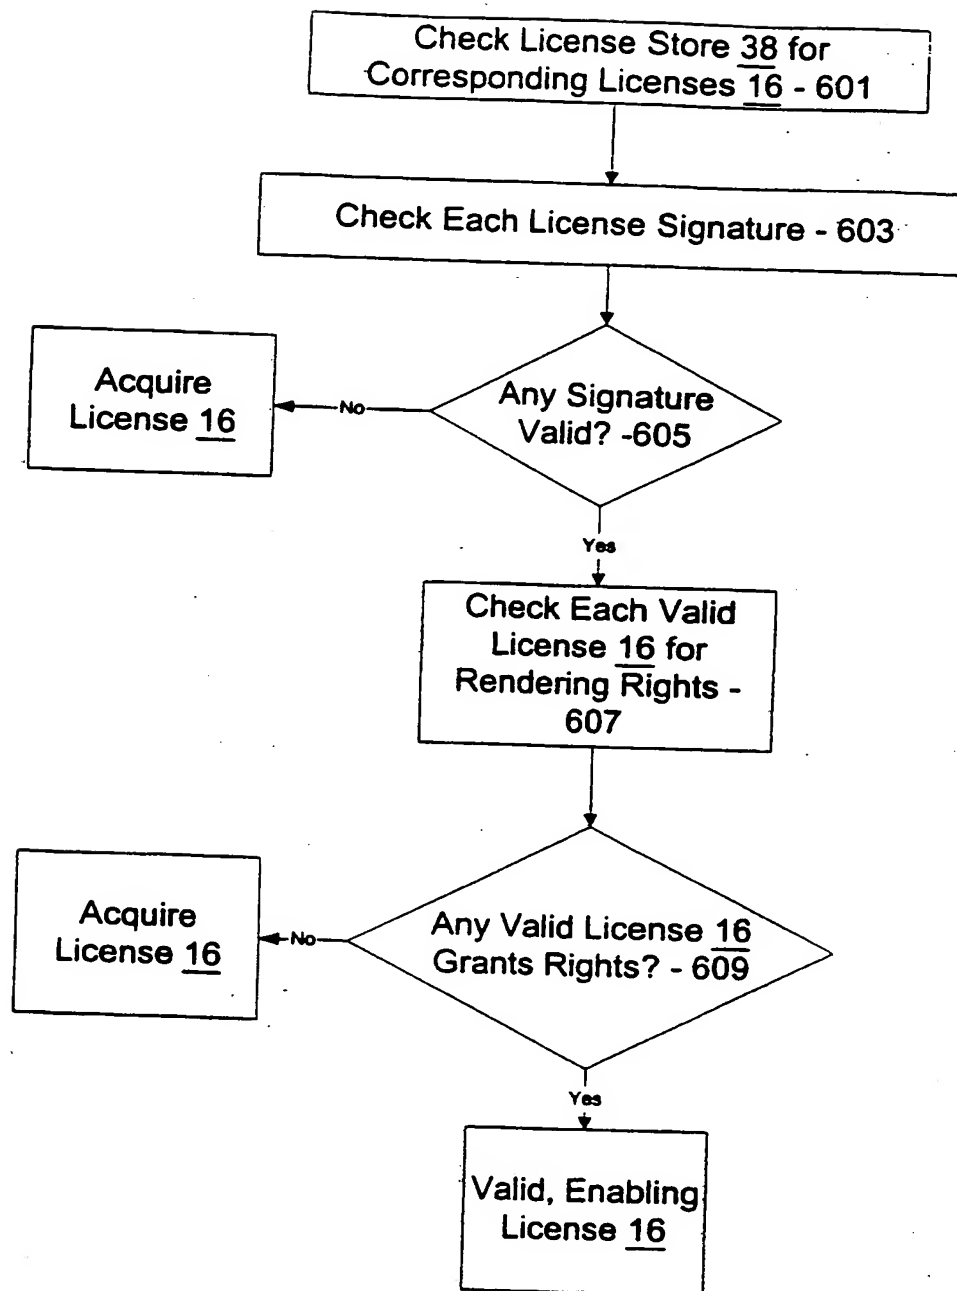 Check License Store 38 for
Corresponding Licenses 16 - 601
Check Each License Signature - 603
Acquire
License 16
No
Any Signature
Valid? -605
Yes
Check Each Valid
License 16 for
Rendering Rights -
607
Acquire
License 16
No
Any Valid License 16
Grants Rights? - 609
Yes
Valid, Enabling
License 16